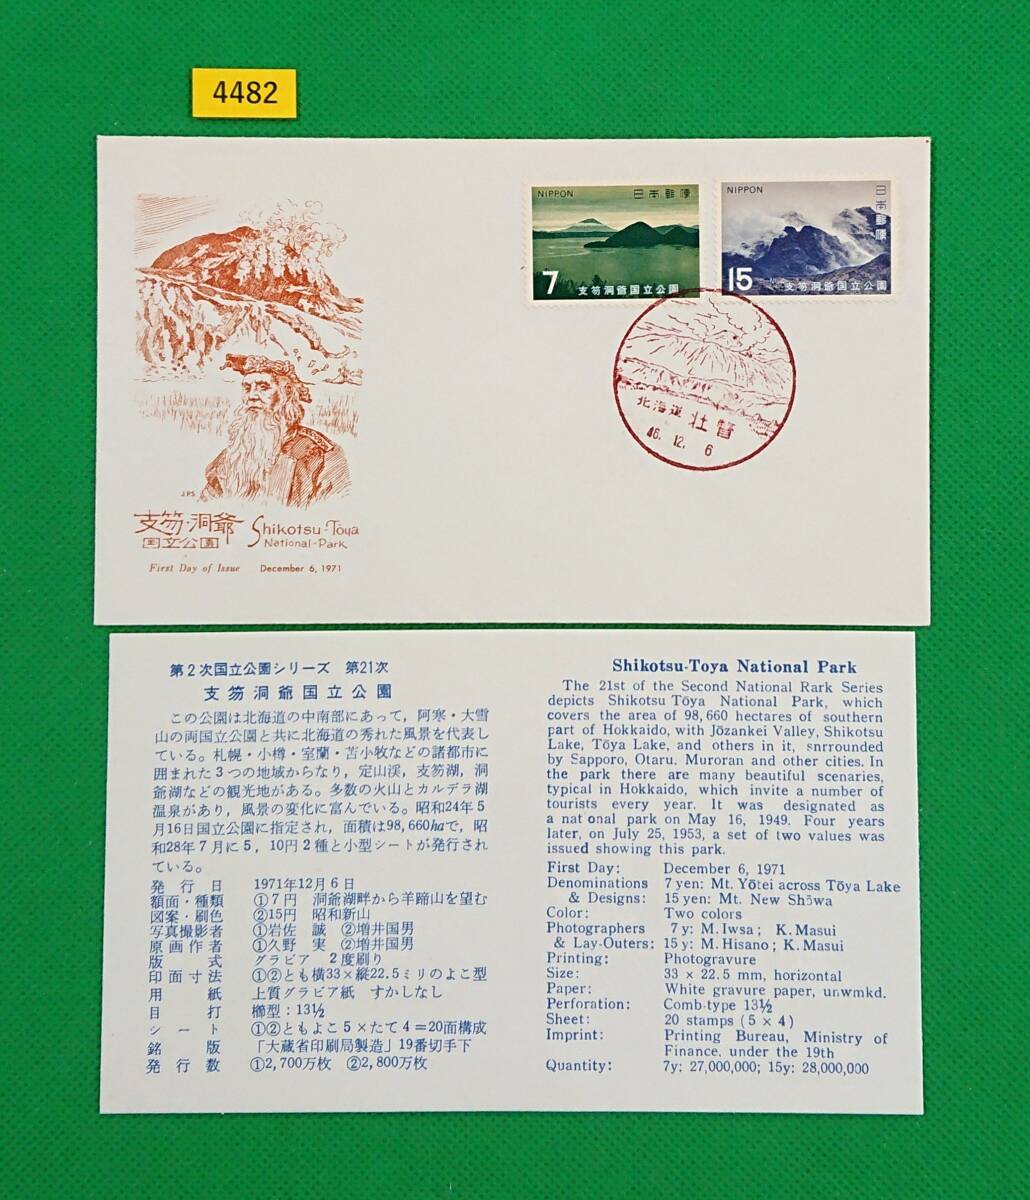 4482
NIPPON 日本郵便
7 支笏洞爺国立公園
NIPPON 日本郵便
15 支笏洞爺国立公園
北海道 壮瞥
46. 12. 6
J.P.S.
支笏・洞爺
国立公園
Shikotsu-Tōya
National-Park
First Day of Issue December 6, 1971
第2次国立公園シリーズ 第21次
支笏洞爺国立公園
この公園は北海道の中南部にあって，阿寒・大雪
山の両国立公園と共に北海道の秀れた風景を代表し
ている。札幌・小樽・室蘭・苫小牧などの諸都市に
囲まれた3つの地域からなり，定山渓，支笏湖，洞
爺湖などの観光地がある。多数の火山とカルデラ湖
温泉があり，風景の変化に富んでいる。昭和24年5
月16日国立公園に指定され，面積は98,660haで，昭
和28年7月に5，10円2種と小型シートが発行され
ている。
発行日 1971年12月6日
額面・種類 ①7円 洞爺湖畔から羊蹄山を望む
図案・刷色 ②15円 昭和新山
写真撮影者 ①岩佐 誠 ②増井国男
原画作者 ①久野 実 ②増井国男
版式 グラビア 2度刷り
印面寸法 ①②とも横33×縦22.5ミリのよこ型
用紙 上質グラビア紙 すかしなし
目打 櫛型：13½
シート ①②ともよこ5×たて4＝20面構成
銘版 「大蔵省印刷局製造」19番切手下
発行数 ①2,700万枚 ②2,800万枚
Shikotsu-Toya National Park
The 21st of the Second National Rark Series
depicts Shikotsu Tōya National Park, which
covers the area of 98,660 hectares of southern
part of Hokkaido, with Jōzankei Valley, Shikotsu
Lake, Tōya Lake, and others in it, snrrounded
by Sapporo, Otaru, Muroran and other cities. In
the park there are many beautiful scenaries,
typical in Hokkaido, which invite a number of
tourists every year. It was designated as
a national park on May 16, 1949. Four years
later, on July 25, 1953, a set of two values was
issued showing this park.
First Day: December 6, 1971
Denominations 7 yen: Mt. Yōtei across Tōya Lake
& Designs: 15 yen: Mt. New Shōwa
Color: Two colors
Photographers 7y: M. Iwsa; K. Masui
& Lay-Outers: 15y: M. Hisano; K. Masui
Printing: Photogravure
Size: 33 × 22.5 mm, horizontal
Paper: White gravure paper, unwmkd.
Perforation: Comb-type 13½
Sheet: 20 stamps (5 × 4)
Imprint: Printing Bureau, Ministry of
Finance, under the 19th
Quantity: 7y: 27,000,000; 15y: 28,000,000